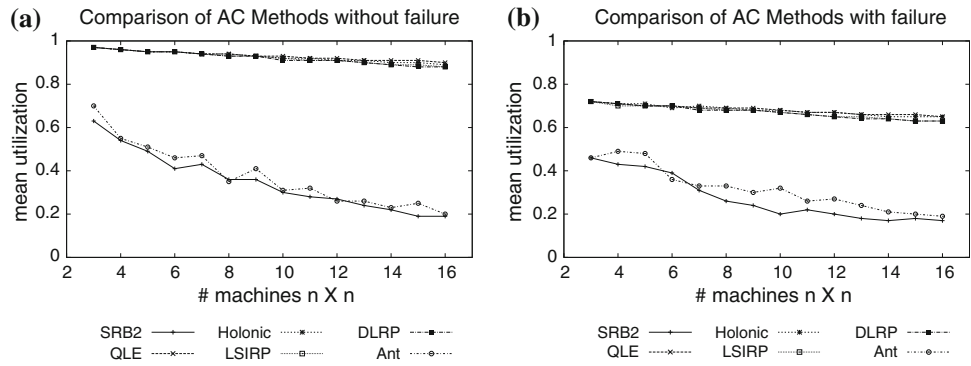 (a) Comparison of AC Methods without failure
1
0.8
0.6
0.4
0.2
0
mean utilization
2 4 6 8 10 12 14 16
# machines n X n
SRB2 Holonic DLRP
QLE LSIRP Ant
(b) Comparison of AC Methods with failure
1
0.8
0.6
0.4
0.2
0
mean utilization
2 4 6 8 10 12 14 16
# machines n X n
SRB2 Holonic DLRP
QLE LSIRP Ant